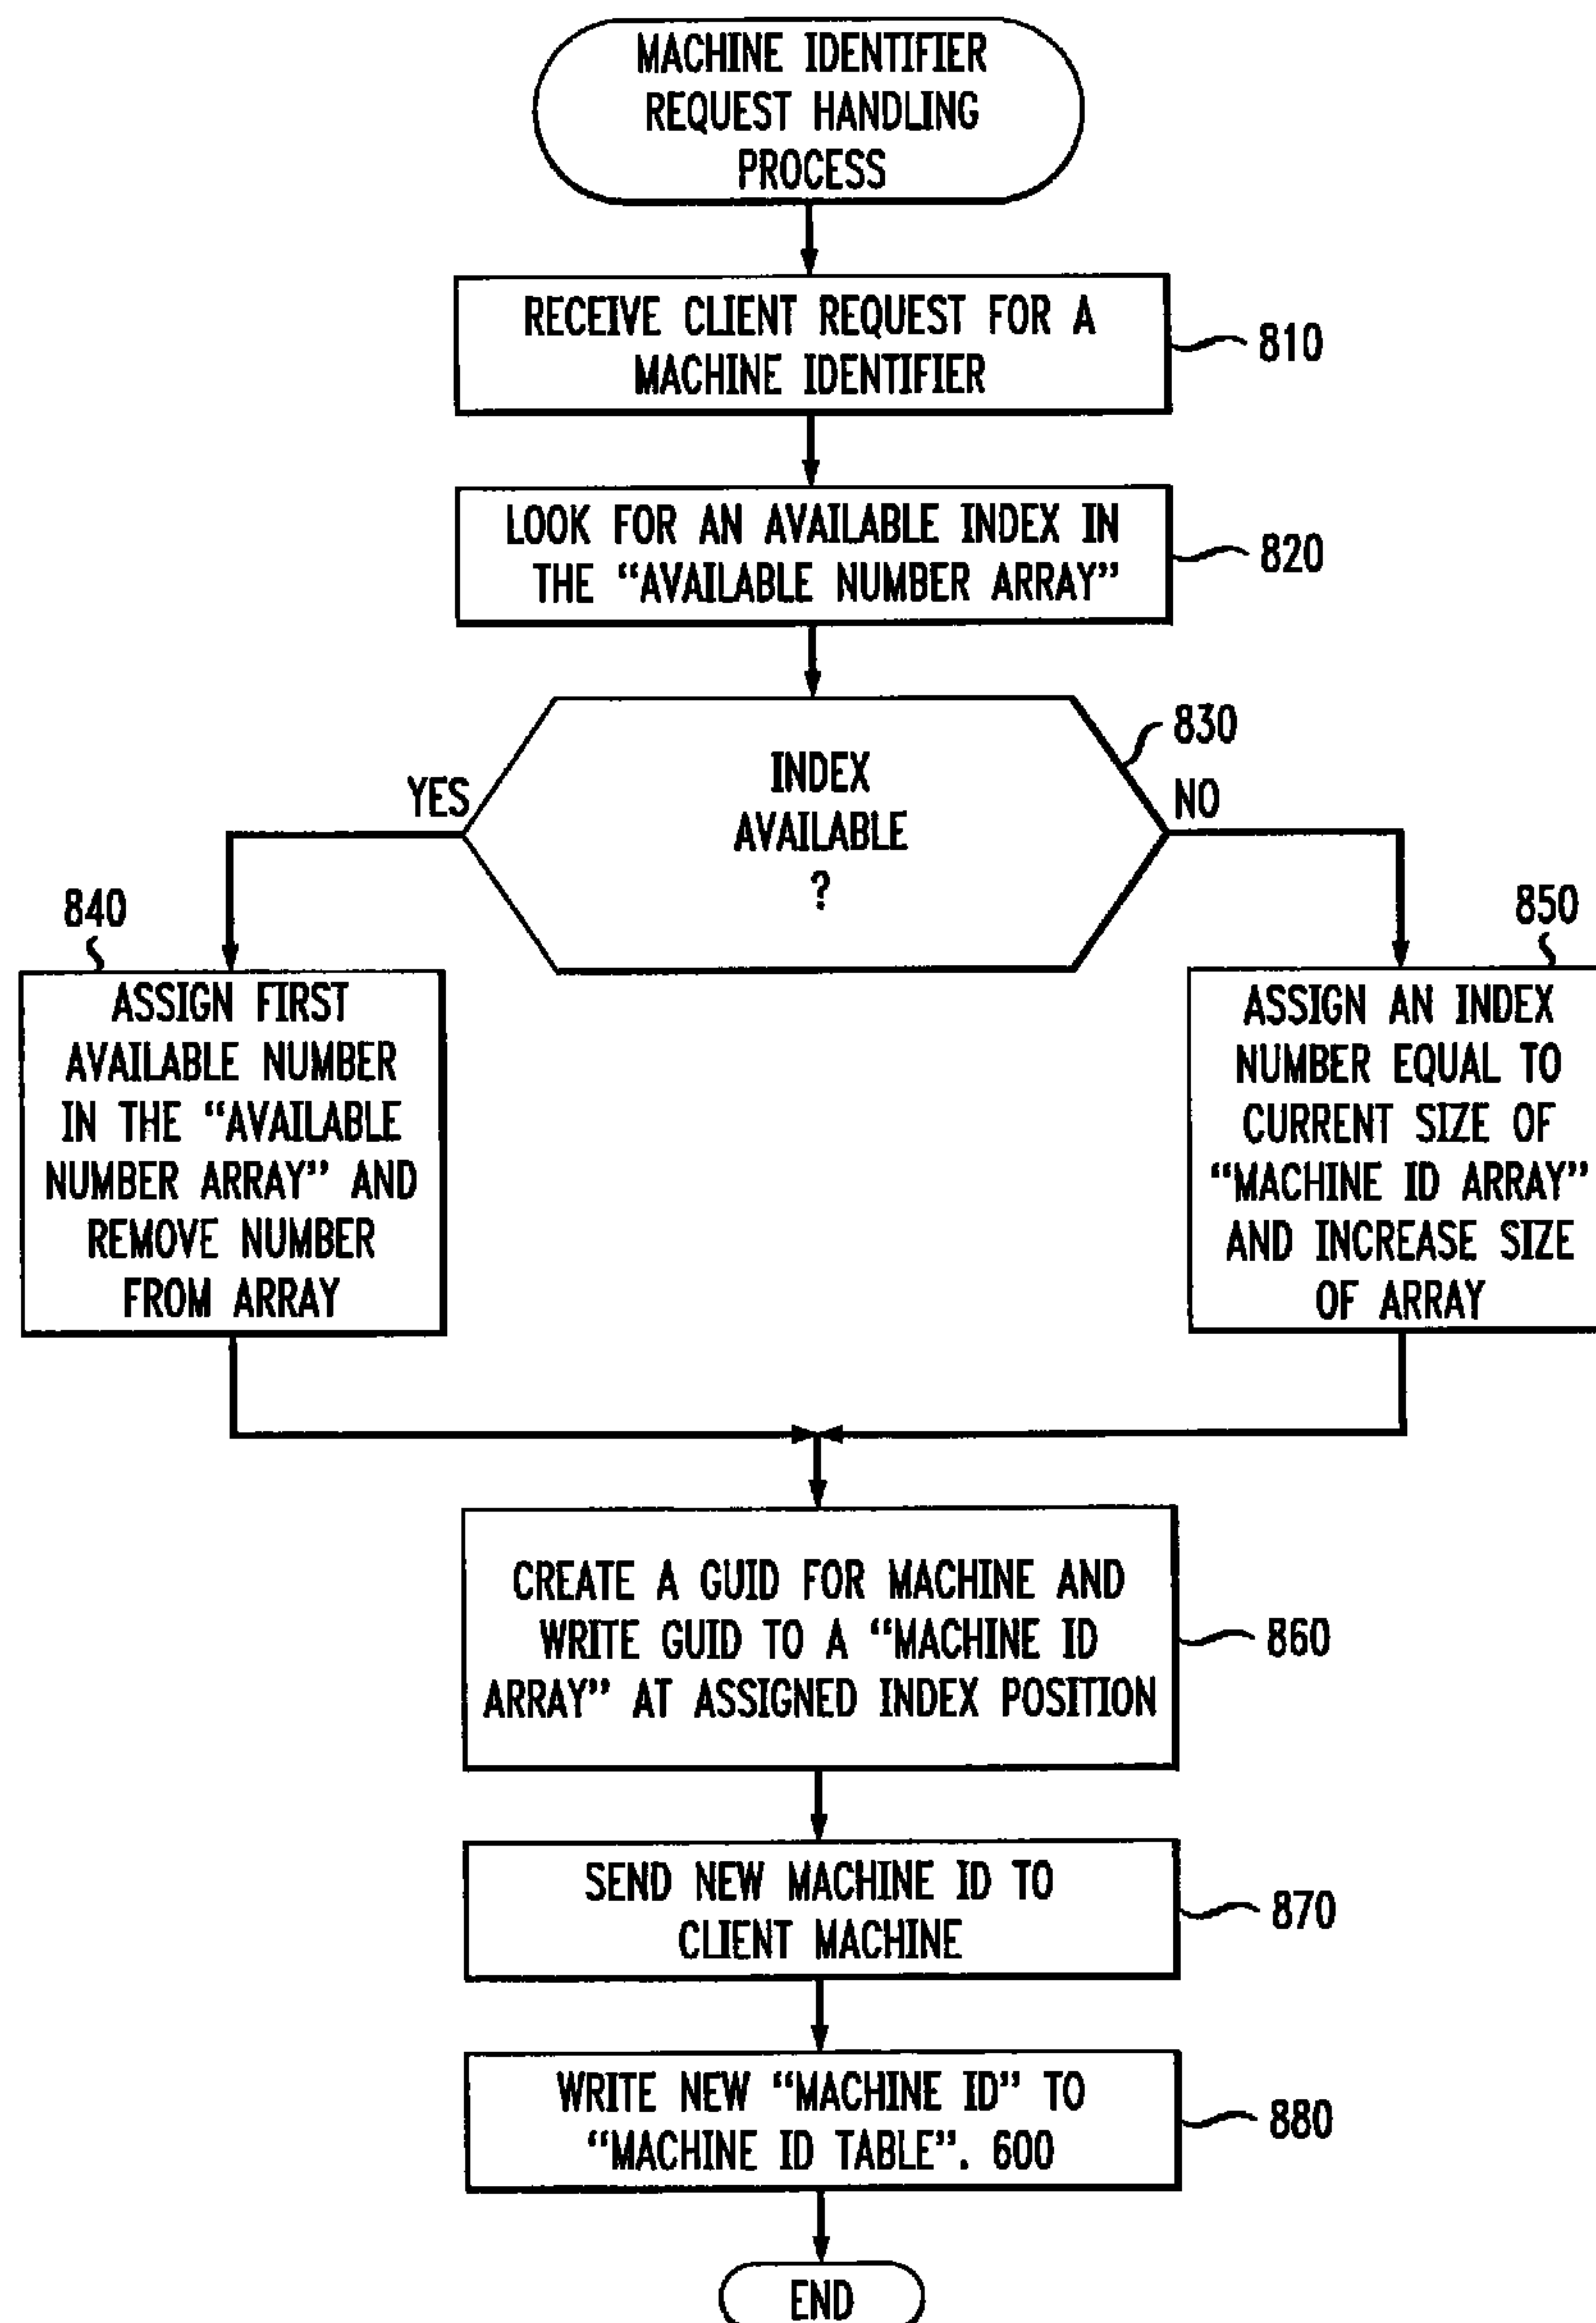 MACHINE IDENTIFIER
REQUEST HANDLING
PROCESS
RECEIVE CLIENT REQUEST FOR A
MACHINE IDENTIFIER
810
LOOK FOR AN AVAILABLE INDEX IN
THE “AVAILABLE NUMBER ARRAY”
820
830
INDEX
AVAILABLE
?
YES
NO
840
ASSIGN FIRST
AVAILABLE NUMBER
IN THE “AVAILABLE
NUMBER ARRAY” AND
REMOVE NUMBER
FROM ARRAY
850
ASSIGN AN INDEX
NUMBER EQUAL TO
CURRENT SIZE OF
“MACHINE ID ARRAY”
AND INCREASE SIZE
OF ARRAY
CREATE A GUID FOR MACHINE AND
WRITE GUID TO A “MACHINE ID
ARRAY” AT ASSIGNED INDEX POSITION
860
SEND NEW MACHINE ID TO
CLIENT MACHINE
870
WRITE NEW “MACHINE ID” TO
“MACHINE ID TABLE”. 600
880
END